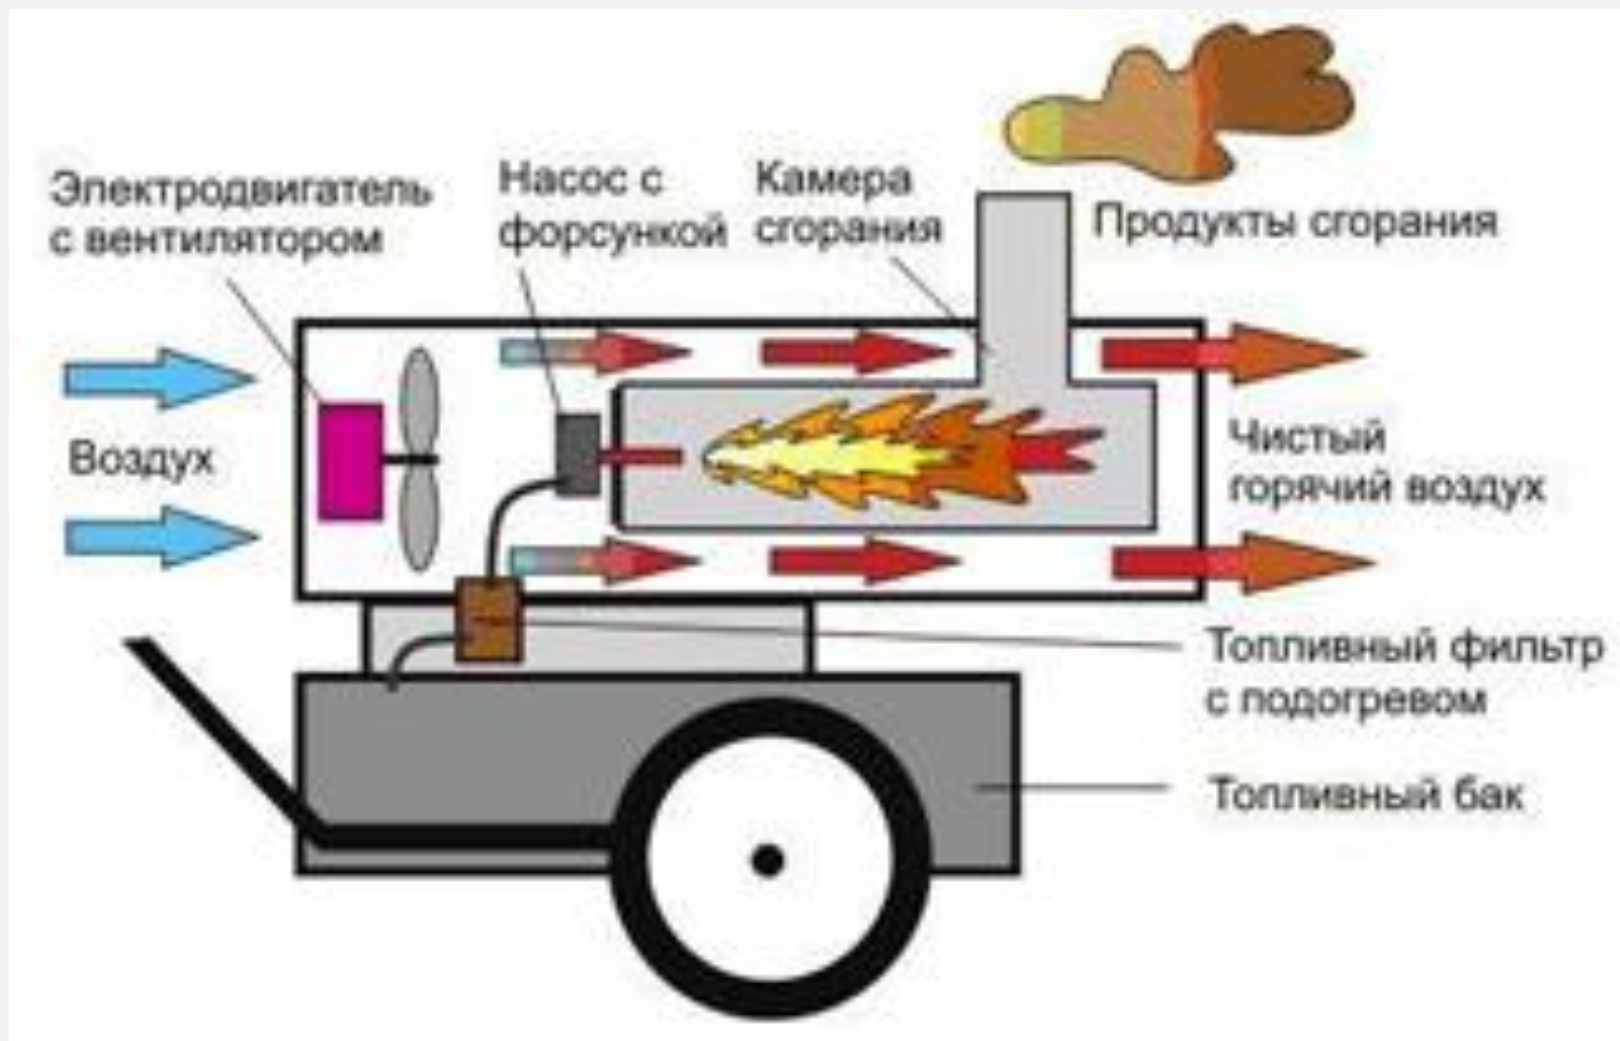 Электродвигатель
с вентилятором
Насос с
форсункой
Камера
сгорания
Продукты сгорания
Воздух
Чистый
горячий воздух
Топливный фильтр
с подогревом
Топливный бак